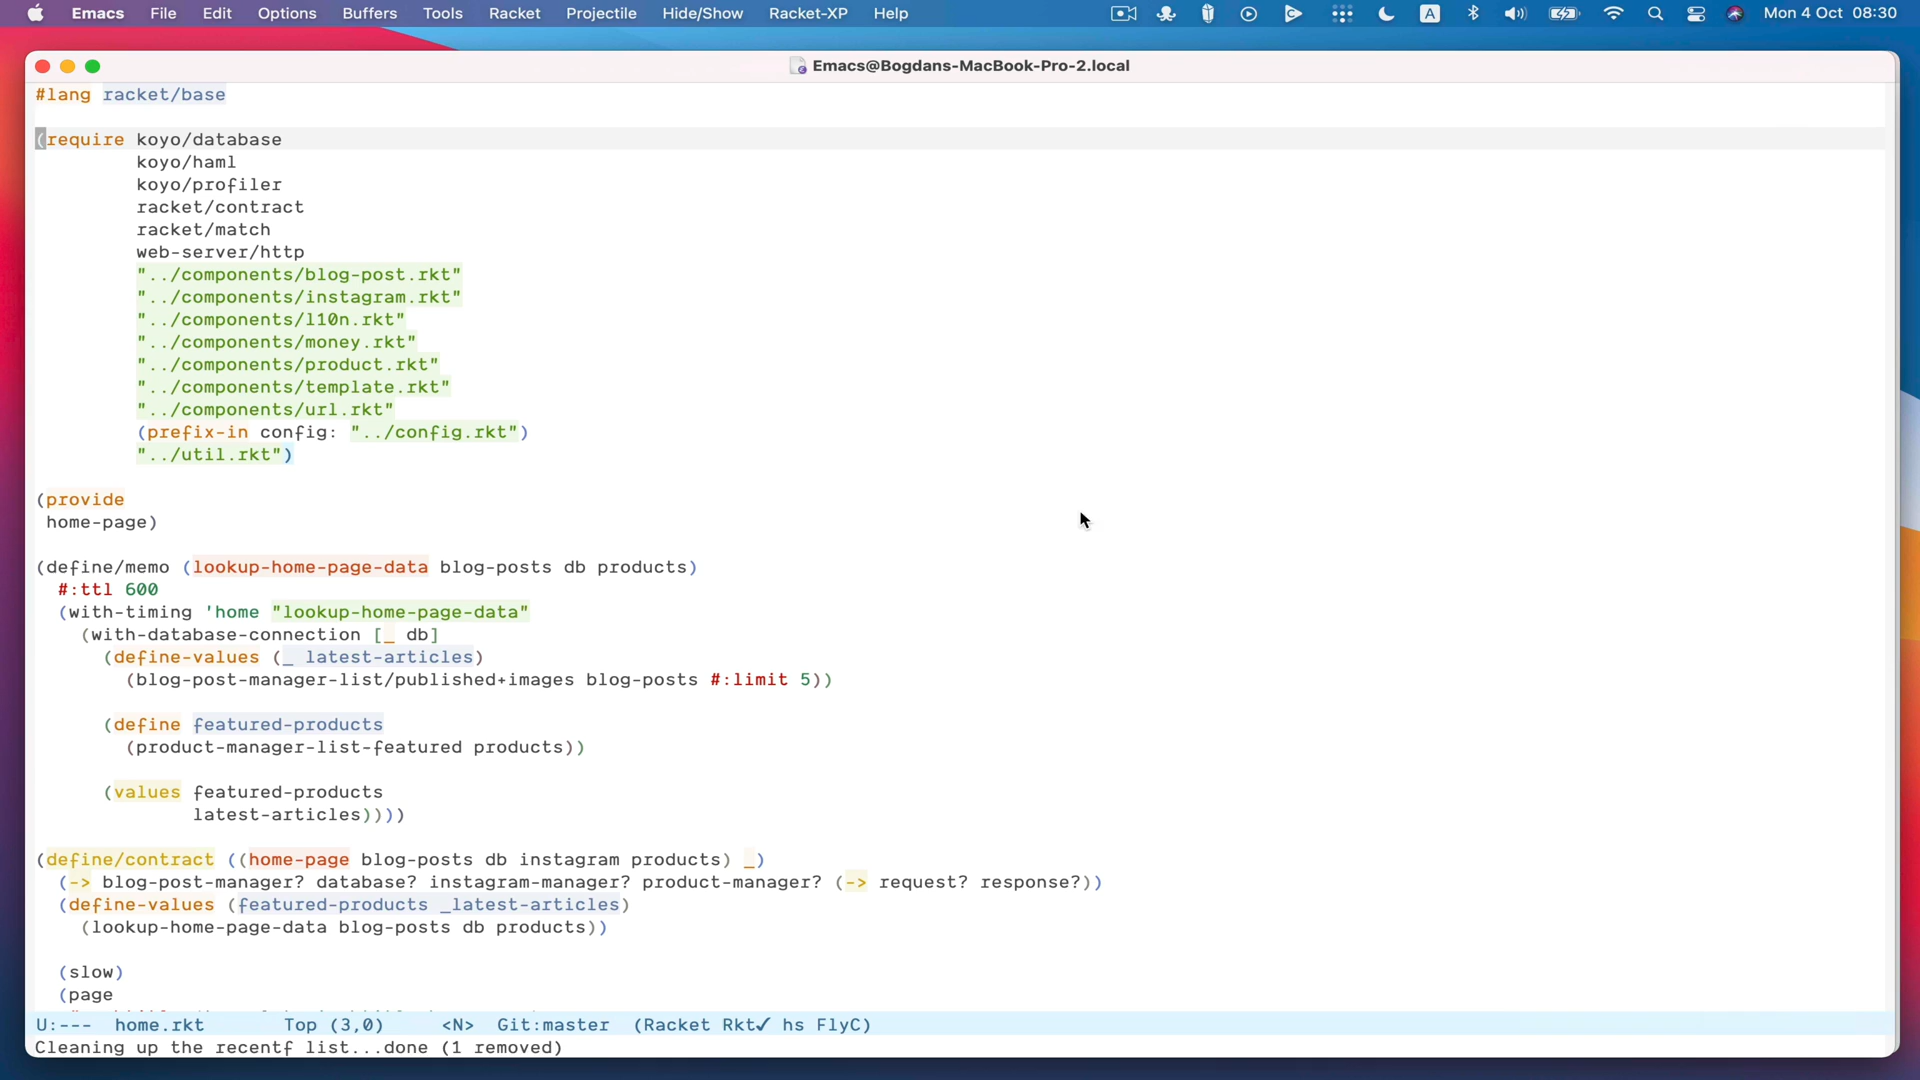 Emacs File Edit Options Buffers Tools Racket Projectile Hide/Show Racket-XP Help A Mon 4 Oct 08:30
Emacs@Bogdans-MacBook-Pro-2.local
#lang racket/base
(require koyo/database
koyo/haml
koyo/profiler
racket/contract
racket/match
web-server/http
"../components/blog-post.rkt"
"../components/instagram.rkt"
"../components/l10n.rkt"
"../components/money.rkt"
"../components/product.rkt"
"../components/template.rkt"
"../components/url.rkt"
(prefix-in config: "../config.rkt")
"../util.rkt")
(provide
home-page)
(define/memo (lookup-home-page-data blog-posts db products)
#:ttl 600
(with-timing 'home "lookup-home-page-data"
(with-database-connection [_ db]
(define-values (_ latest-articles)
(blog-post-manager-list/published+images blog-posts #:limit 5))
(define featured-products
(product-manager-list-featured products))
(values featured-products
latest-articles))))
(define/contract ((home-page blog-posts db instagram products) _)
(-> blog-post-manager? database? instagram-manager? product-manager? (-> request? response?))
(define-values (featured-products _latest-articles)
(lookup-home-page-data blog-posts db products))
(slow)
(page
U:--- home.rkt Top (3,0) <N> Git:master (Racket Rkt✓ hs FlyC)
Cleaning up the recentf list...done (1 removed)